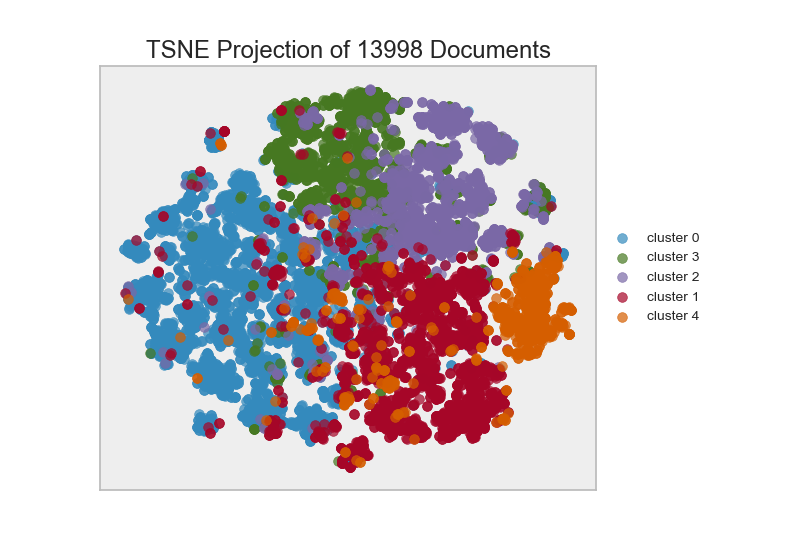 TSNE Projection of 13998 Documents
cluster 0
cluster 3
cluster 2
cluster 1
cluster 4